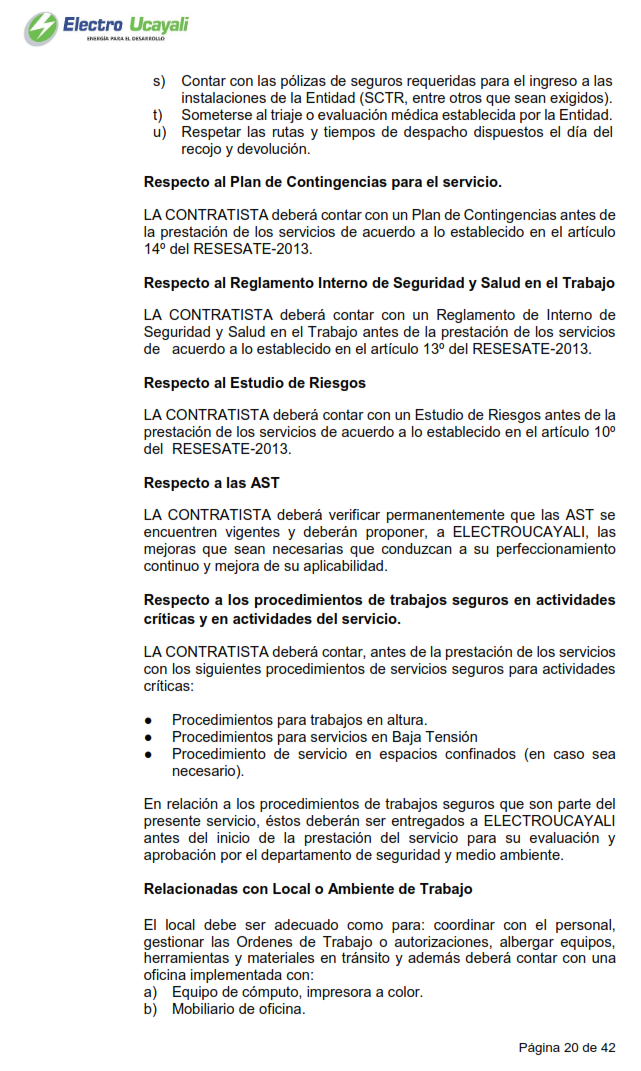 Electro Ucayali
ENERGÍA PARA EL DESARROLLO
s) Contar con las pólizas de seguros requeridas para el ingreso a las
instalaciones de la Entidad (SCTR, entre otros que sean exigidos).
t) Someterse al triaje o evaluación médica establecida por la Entidad.
u) Respetar las rutas y tiempos de despacho dispuestos el día del
recojo y devolución.
Respecto al Plan de Contingencias para el servicio.
LA CONTRATISTA deberá contar con un Plan de Contingencias antes de
la prestación de los servicios de acuerdo a lo establecido en el artículo
14º del RESESATE-2013.
Respecto al Reglamento Interno de Seguridad y Salud en el Trabajo
LA CONTRATISTA deberá contar con un Reglamento de Interno de
Seguridad y Salud en el Trabajo antes de la prestación de los servicios
de acuerdo a lo establecido en el artículo 13º del RESESATE-2013.
Respecto al Estudio de Riesgos
LA CONTRATISTA deberá contar con un Estudio de Riesgos antes de la
prestación de los servicios de acuerdo a lo establecido en el artículo 10º
del RESESATE-2013.
Respecto a las AST
LA CONTRATISTA deberá verificar permanentemente que las AST se
encuentren vigentes y deberán proponer, a ELECTROUCAYALI, las
mejoras que sean necesarias que conduzcan a su perfeccionamiento
continuo y mejora de su aplicabilidad.
Respecto a los procedimientos de trabajos seguros en actividades
críticas y en actividades del servicio.
LA CONTRATISTA deberá contar, antes de la prestación de los servicios
con los siguientes procedimientos de servicios seguros para actividades
críticas:
● Procedimientos para trabajos en altura.
● Procedimientos para servicios en Baja Tensión
● Procedimiento de servicio en espacios confinados (en caso sea
necesario).
En relación a los procedimientos de trabajos seguros que son parte del
presente servicio, éstos deberán ser entregados a ELECTROUCAYALI
antes del inicio de la prestación del servicio para su evaluación y
aprobación por el departamento de seguridad y medio ambiente.
Relacionadas con Local o Ambiente de Trabajo
El local debe ser adecuado como para: coordinar con el personal,
gestionar las Ordenes de Trabajo o autorizaciones, albergar equipos,
herramientas y materiales en tránsito y además deberá contar con una
oficina implementada con:
a) Equipo de cómputo, impresora a color.
b) Mobiliario de oficina.
Página 20 de 42